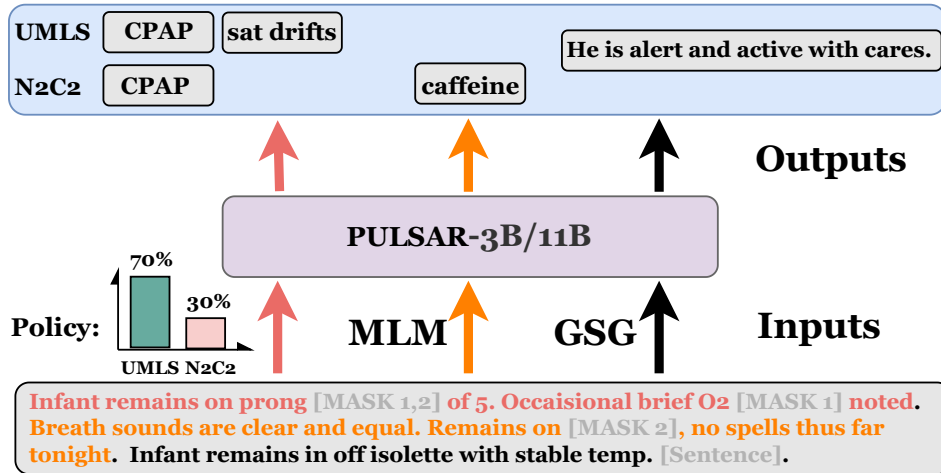 UMLS CPAP sat drifts
He is alert and active with cares.
N2C2 CPAP caffeine
Outputs
PULSAR-3B/11B
70%
30%
Policy: MLM GSG Inputs
UMLS N2C2
Infant remains on prong [MASK 1,2] of 5. Occaisional brief O2 [MASK 1] noted.
Breath sounds are clear and equal. Remains on [MASK 2], no spells thus far
tonight. Infant remains in off isolette with stable temp. [Sentence].